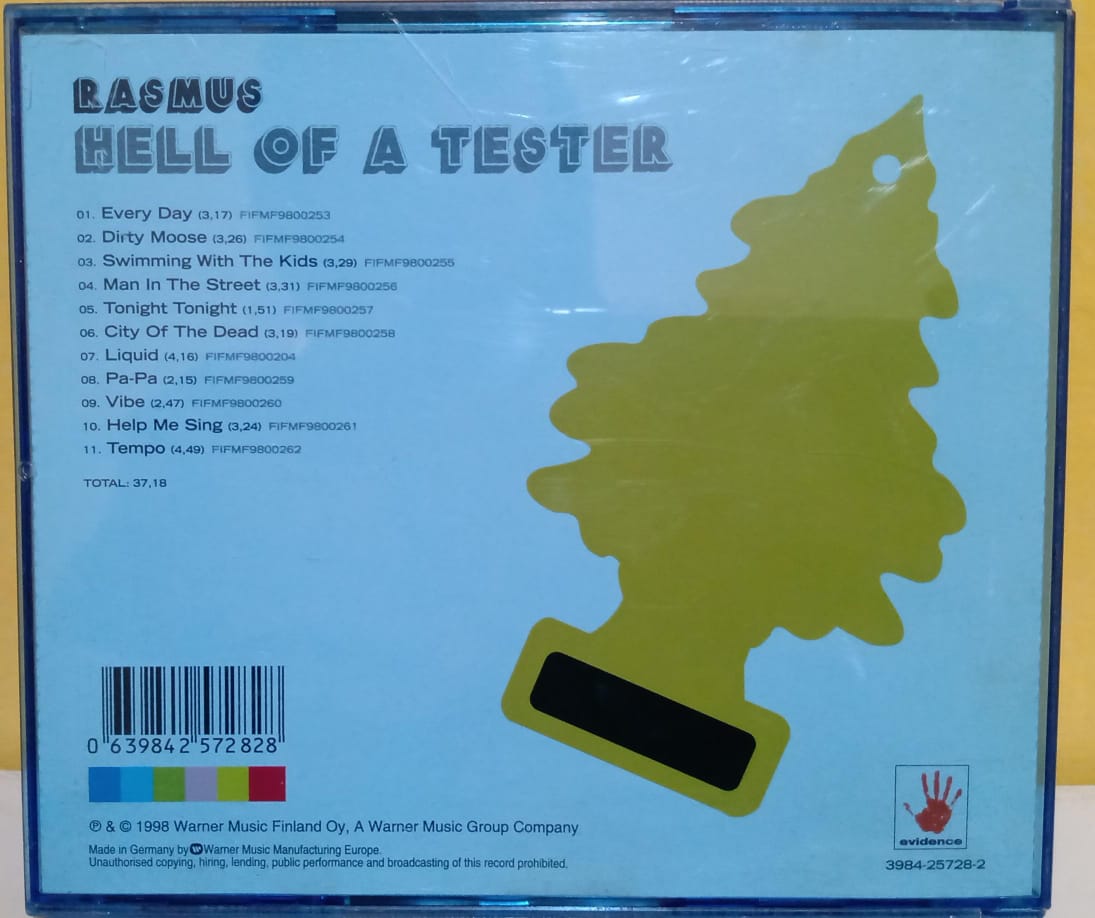 RASMUS
HELL OF A TESTER
01. Every Day (3,17) FIFMF9800253
02. Dirty Moose (3,26) FIFMF9800254
03. Swimming With The Kids (3,29) FIFMF9800255
04. Man In The Street (3,31) FIFMF9800256
05. Tonight Tonight (1,51) FIFMF9800257
06. City Of The Dead (3,19) FIFMF9800258
07. Liquid (4,16) FIFMF9800204
08. Pa-Pa (2,15) FIFMF9800259
09. Vibe (2,47) FIFMF9800260
10. Help Me Sing (3,24) FIFMF9800261
11. Tempo (4,49) FIFMF9800262
TOTAL: 37,18
0 639842 572828
℗ & © 1998 Warner Music Finland Oy, A Warner Music Group Company
Made in Germany by Warner Music Manufacturing Europe.
Unauthorised copying, hiring, lending, public performance and broadcasting of this record prohibited.
evidence
3984-25728-2